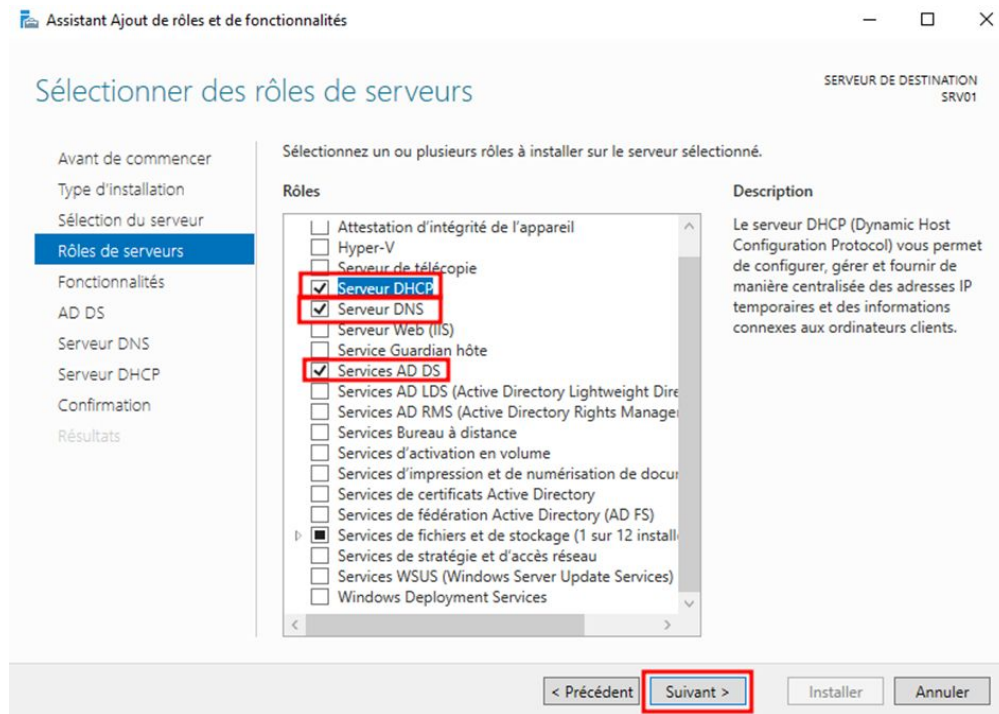 Assistant Ajout de rôles et de fonctionnalités
Sélectionner des rôles de serveurs
SERVEUR DE DESTINATION
SRV01
Avant de commencer
Type d'installation
Sélection du serveur
Rôles de serveurs
Fonctionnalités
AD DS
Serveur DNS
Serveur DHCP
Confirmation
Résultats
Sélectionnez un ou plusieurs rôles à installer sur le serveur sélectionné.
Rôles
Attestation d'intégrité de l'appareil
Hyper-V
Serveur de télécopie
Serveur DHCP
Serveur DNS
Serveur Web (IIS)
Service Guardian hôte
Services AD DS
Services AD LDS (Active Directory Lightweight Dire
Services AD RMS (Active Directory Rights Manage
Services Bureau à distance
Services d'activation en volume
Services d'impression et de numérisation de docu
Services de certificats Active Directory
Services de fédération Active Directory (AD FS)
Services de fichiers et de stockage (1 sur 12 install
Services de stratégie et d'accès réseau
Services WSUS (Windows Server Update Services)
Windows Deployment Services
Description
Le serveur DHCP (Dynamic Host
Configuration Protocol) vous permet
de configurer, gérer et fournir de
manière centralisée des adresses IP
temporaires et des informations
connexes aux ordinateurs clients.
< Précédent
Suivant >
Installer
Annuler